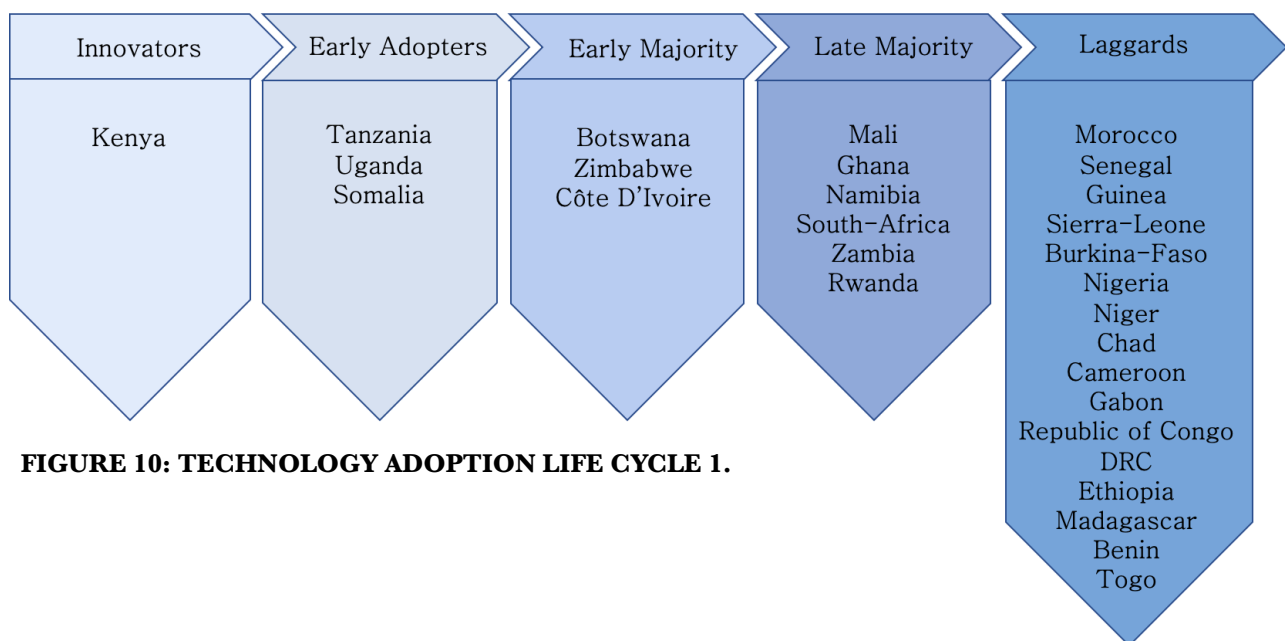 Innovators
Early Adopters
Early Majority
Late Majority
Laggards
Kenya
Tanzania
Uganda
Somalia
Botswana
Zimbabwe
Côte D’Ivoire
Mali
Ghana
Namibia
South-Africa
Zambia
Rwanda
Morocco
Senegal
Guinea
Sierra-Leone
Burkina-Faso
Nigeria
Niger
Chad
Cameroon
Gabon
Republic of Congo
DRC
Ethiopia
Madagascar
Benin
Togo
FIGURE 10: TECHNOLOGY ADOPTION LIFE CYCLE 1.